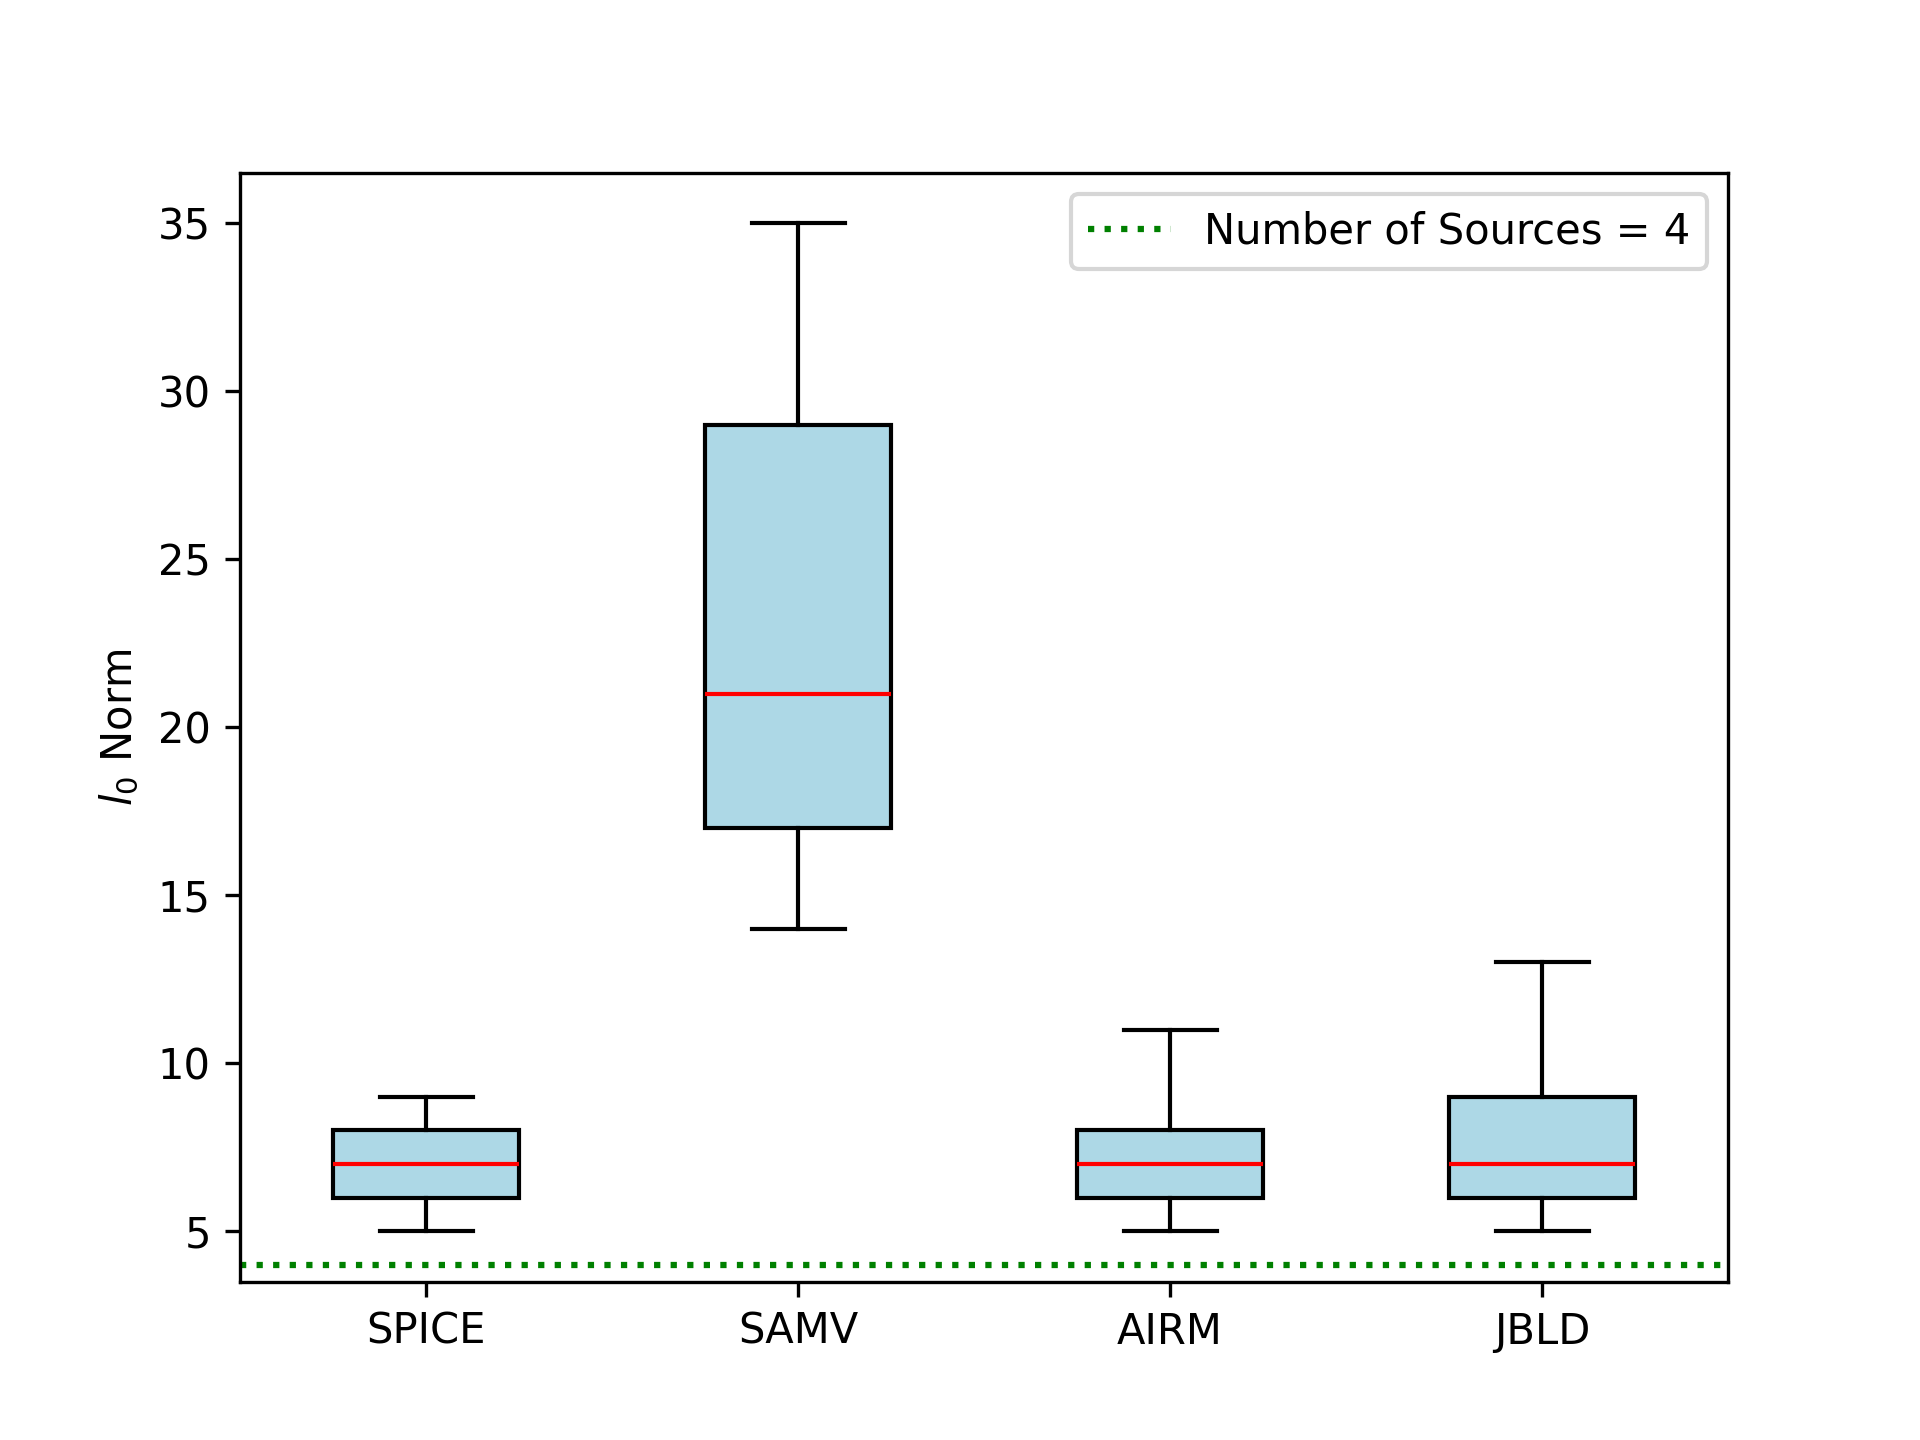 Number of Sources = 4
35
30
25
20
15
10
5
l₀ Norm
SPICE
SAMV
AIRM
JBLD